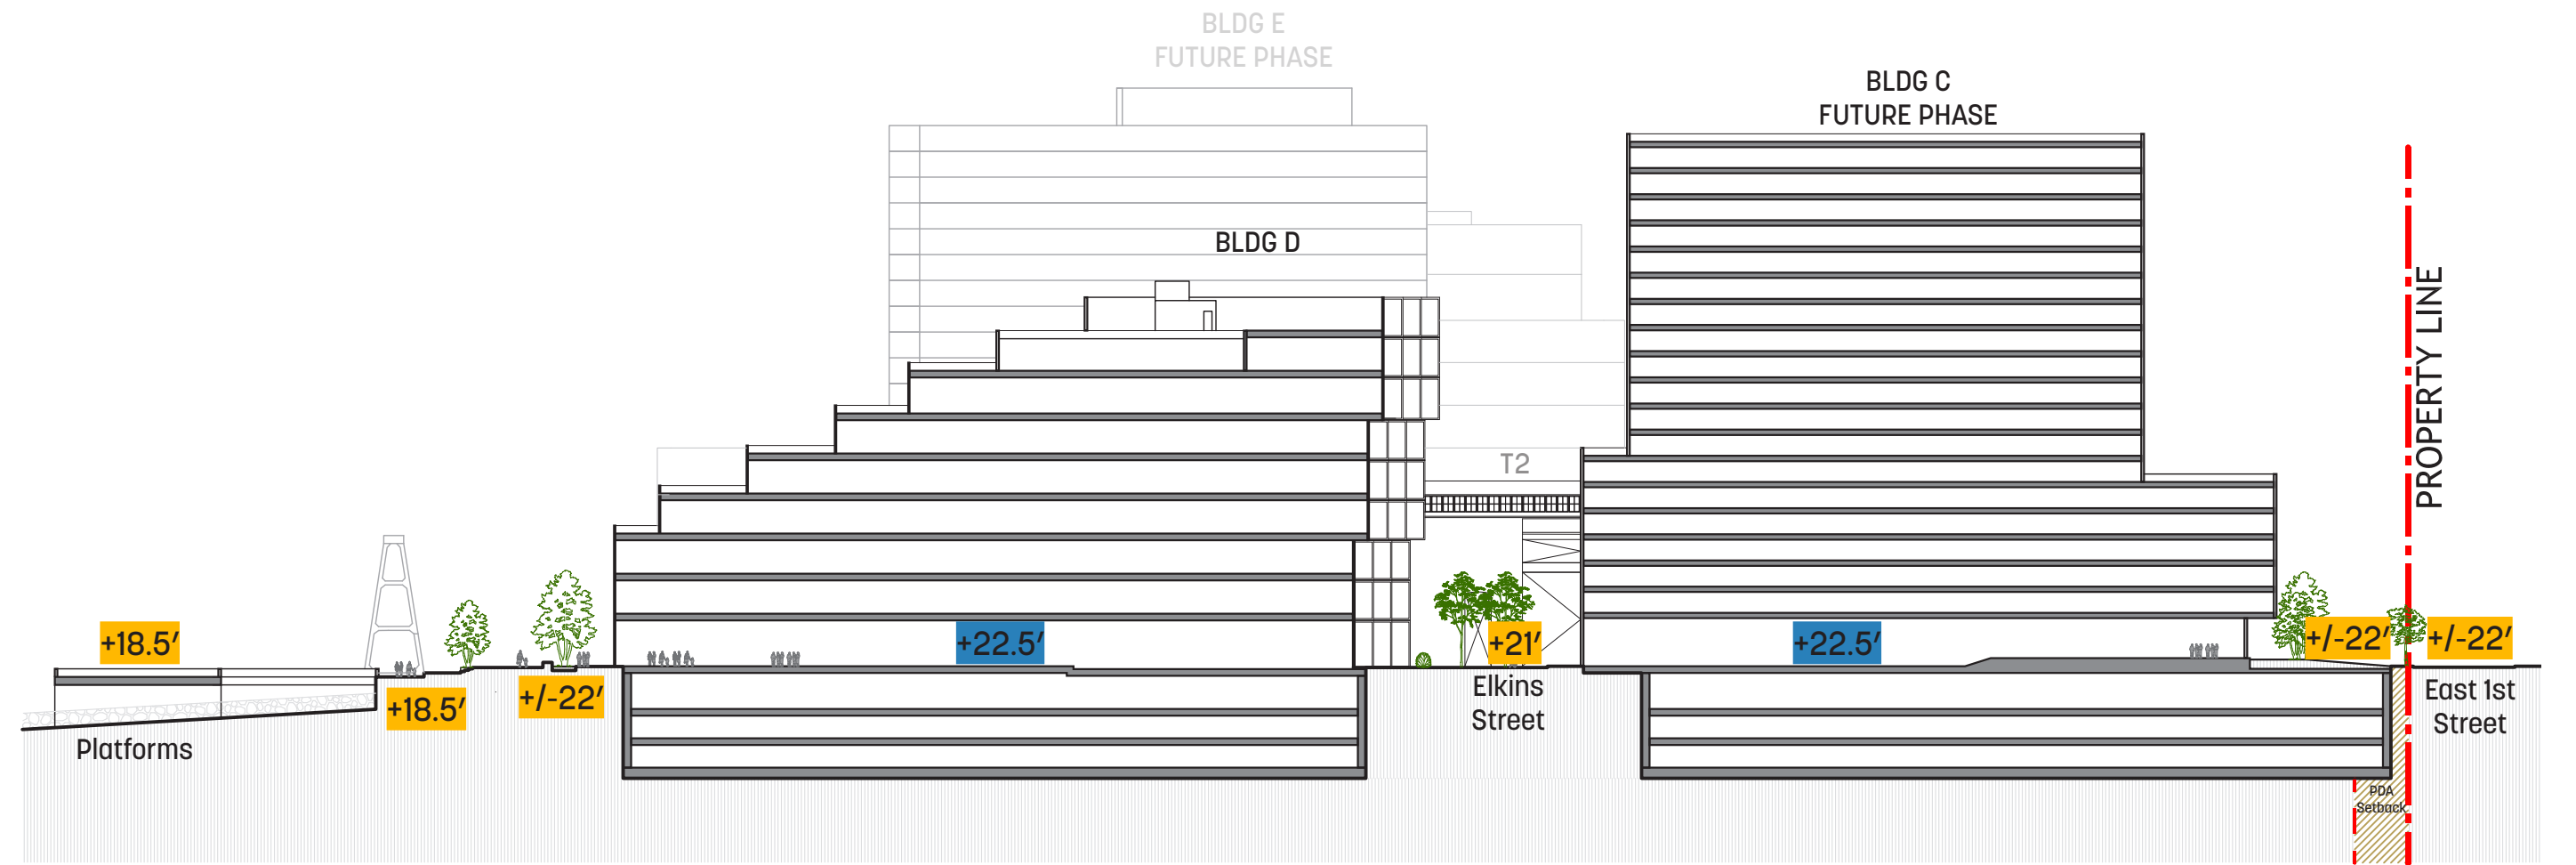 BLDG E
FUTURE PHASE
BLDG C
FUTURE PHASE
BLDG D
PROPERTY LINE
T2
+18.5′
+22.5′
+21′
+22.5′
+/-22′
+/-22′
+18.5′
+/-22′
Elkins
Street
East 1st
Street
Platforms
PDA
Setback